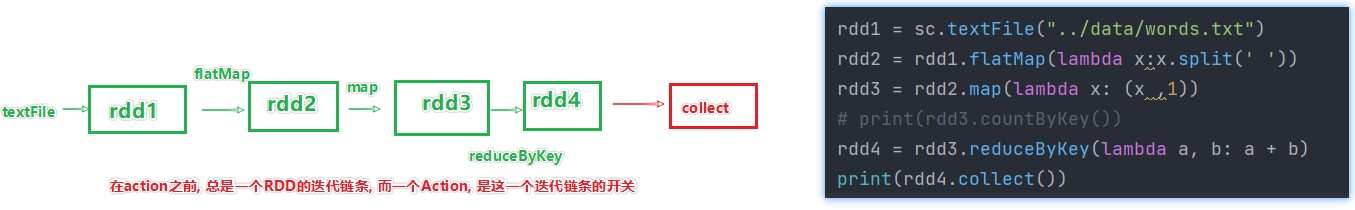 flatMap
map
textFile
rdd1
rdd2
rdd3
rdd4
collect
reduceByKey
在action之前, 总是一个RDD的迭代链条, 而一个Action, 是这一个迭代链条的开关
rdd1 = sc.textFile("../data/words.txt")
rdd2 = rdd1.flatMap(lambda x:x.split(' '))
rdd3 = rdd2.map(lambda x: (x ,1))
# print(rdd3.countByKey())
rdd4 = rdd3.reduceByKey(lambda a, b: a + b)
print(rdd4.collect())